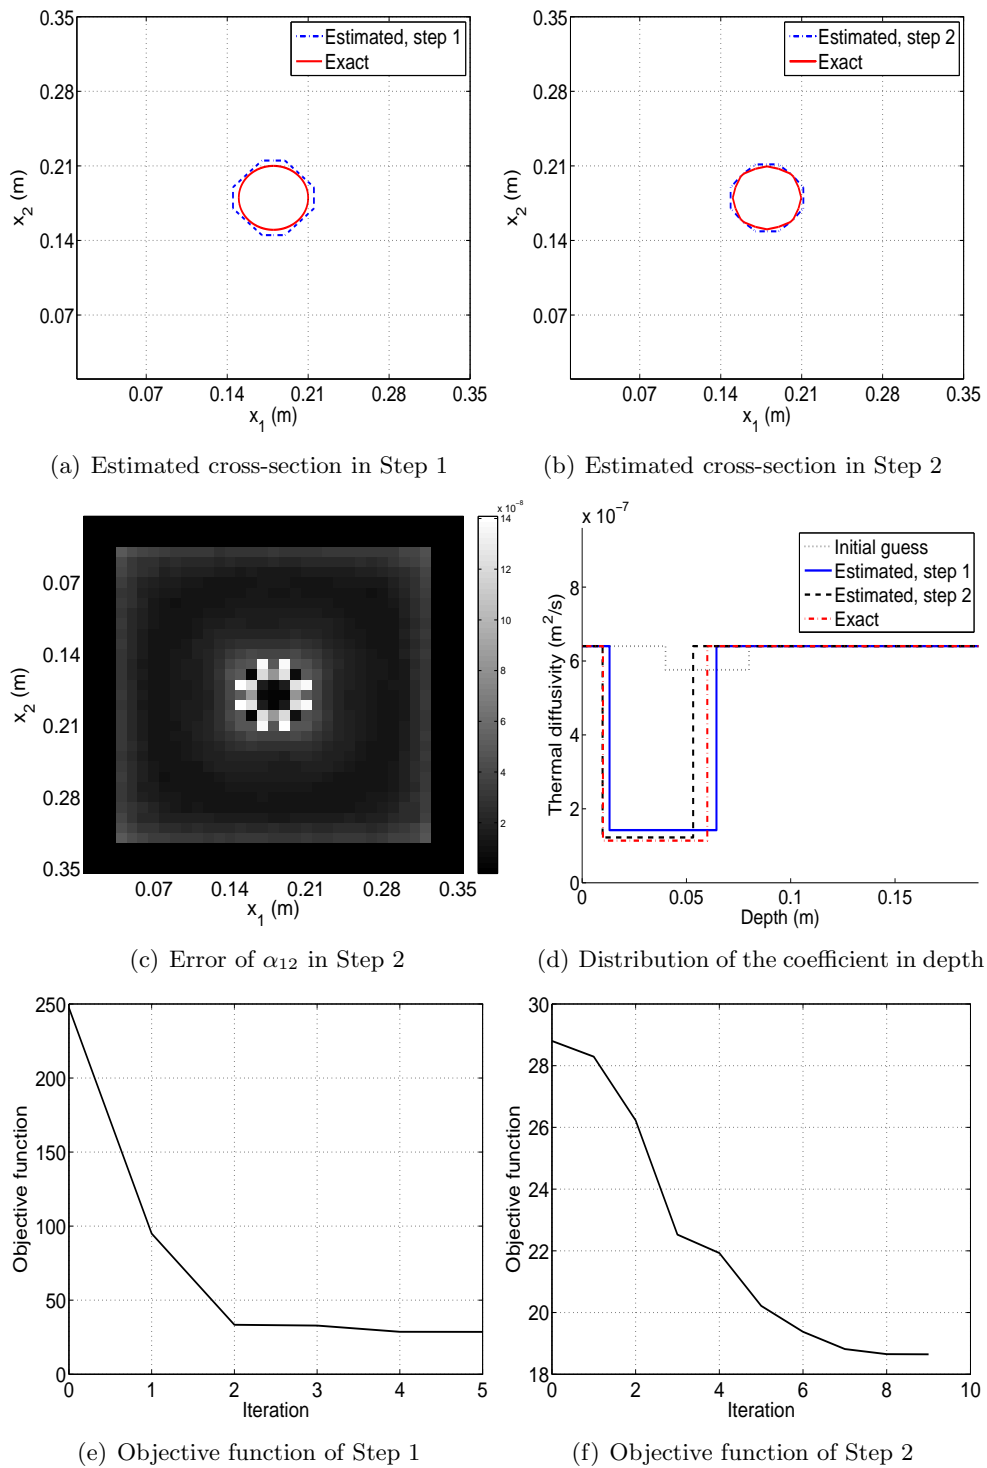 0.35
0.28
0.21
0.14
0.07
x_2 (m)
0.07 0.14 0.21 0.28 0.35
x_1 (m)
Estimated, step 1
Exact
(a) Estimated cross-section in Step 1
0.35
0.28
0.21
0.14
0.07
x_2 (m)
0.07 0.14 0.21 0.28 0.35
x_1 (m)
Estimated, step 2
Exact
(b) Estimated cross-section in Step 2
0.07
0.14
0.21
0.28
0.35
x_2 (m)
0.07 0.14 0.21 0.28 0.35
x_1 (m)
x 10^-8
14
12
10
8
6
4
2
(c) Error of α_12 in Step 2
x 10^-7
8
6
4
2
0
Thermal diffusivity (m^2/s)
0 0.05 0.1 0.15
Depth (m)
Initial guess
Estimated, step 1
Estimated, step 2
Exact
(d) Distribution of the coefficient in depth
250
200
150
100
50
0
Objective function
0 1 2 3 4 5
Iteration
(e) Objective function of Step 1
30
28
26
24
22
20
18
Objective function
0 2 4 6 8 10
Iteration
(f) Objective function of Step 2